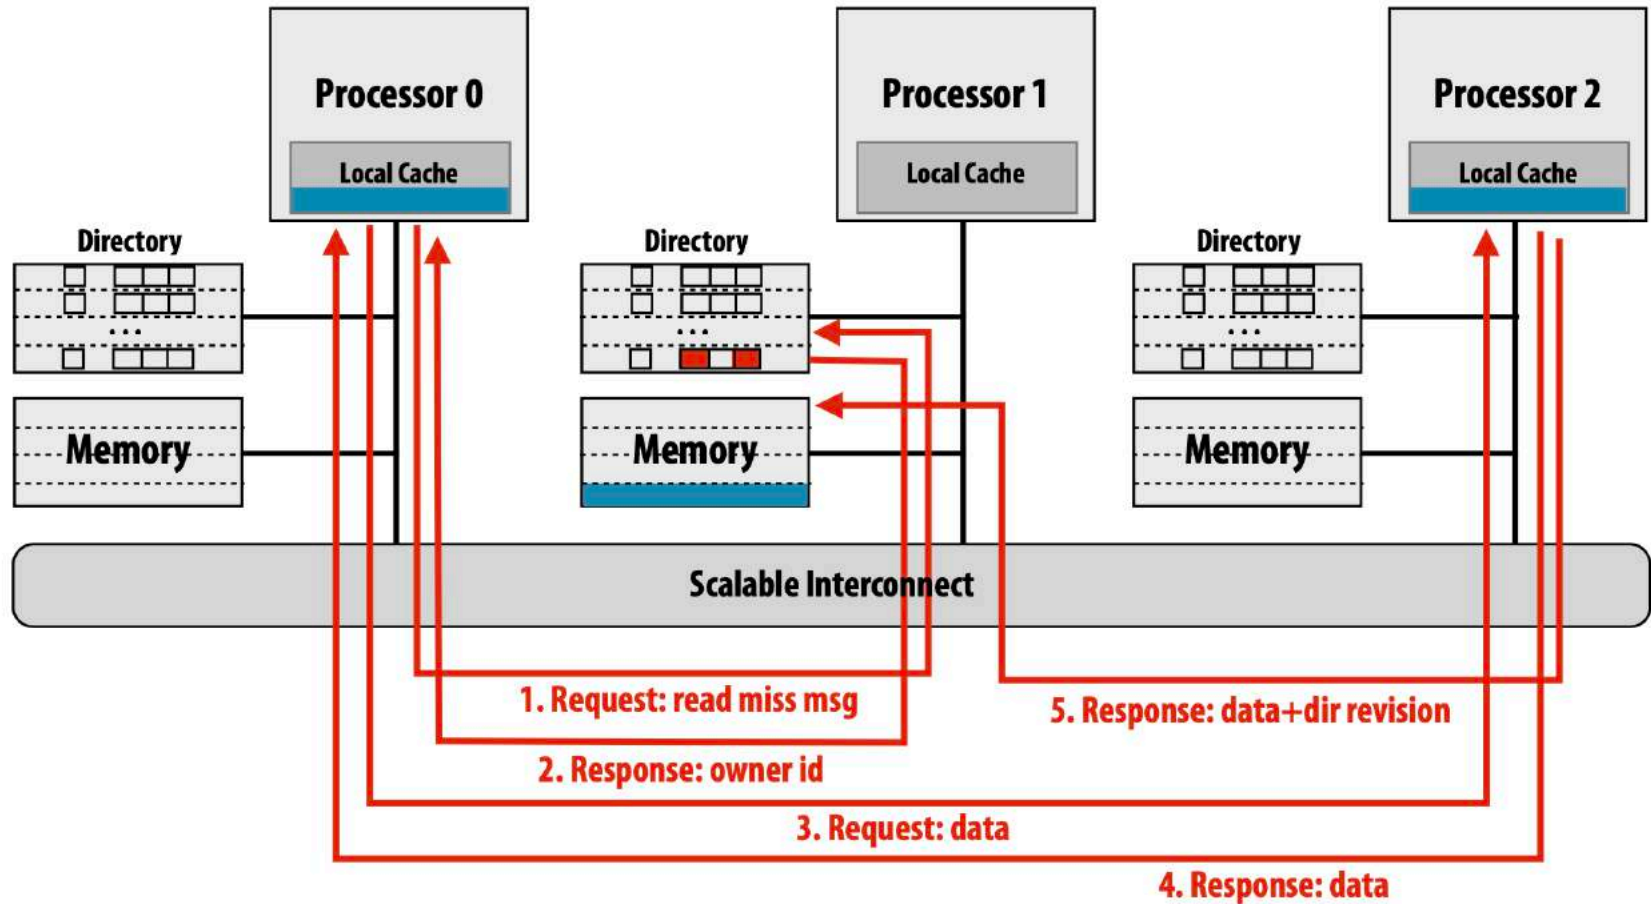 Processor 0
Processor 1
Processor 2
Local Cache
Local Cache
Local Cache
Directory
Directory
Directory
...
...
...
Memory
Memory
Memory
Scalable Interconnect
1. Request: read miss msg
5. Response: data+dir revision
2. Response: owner id
3. Request: data
4. Response: data